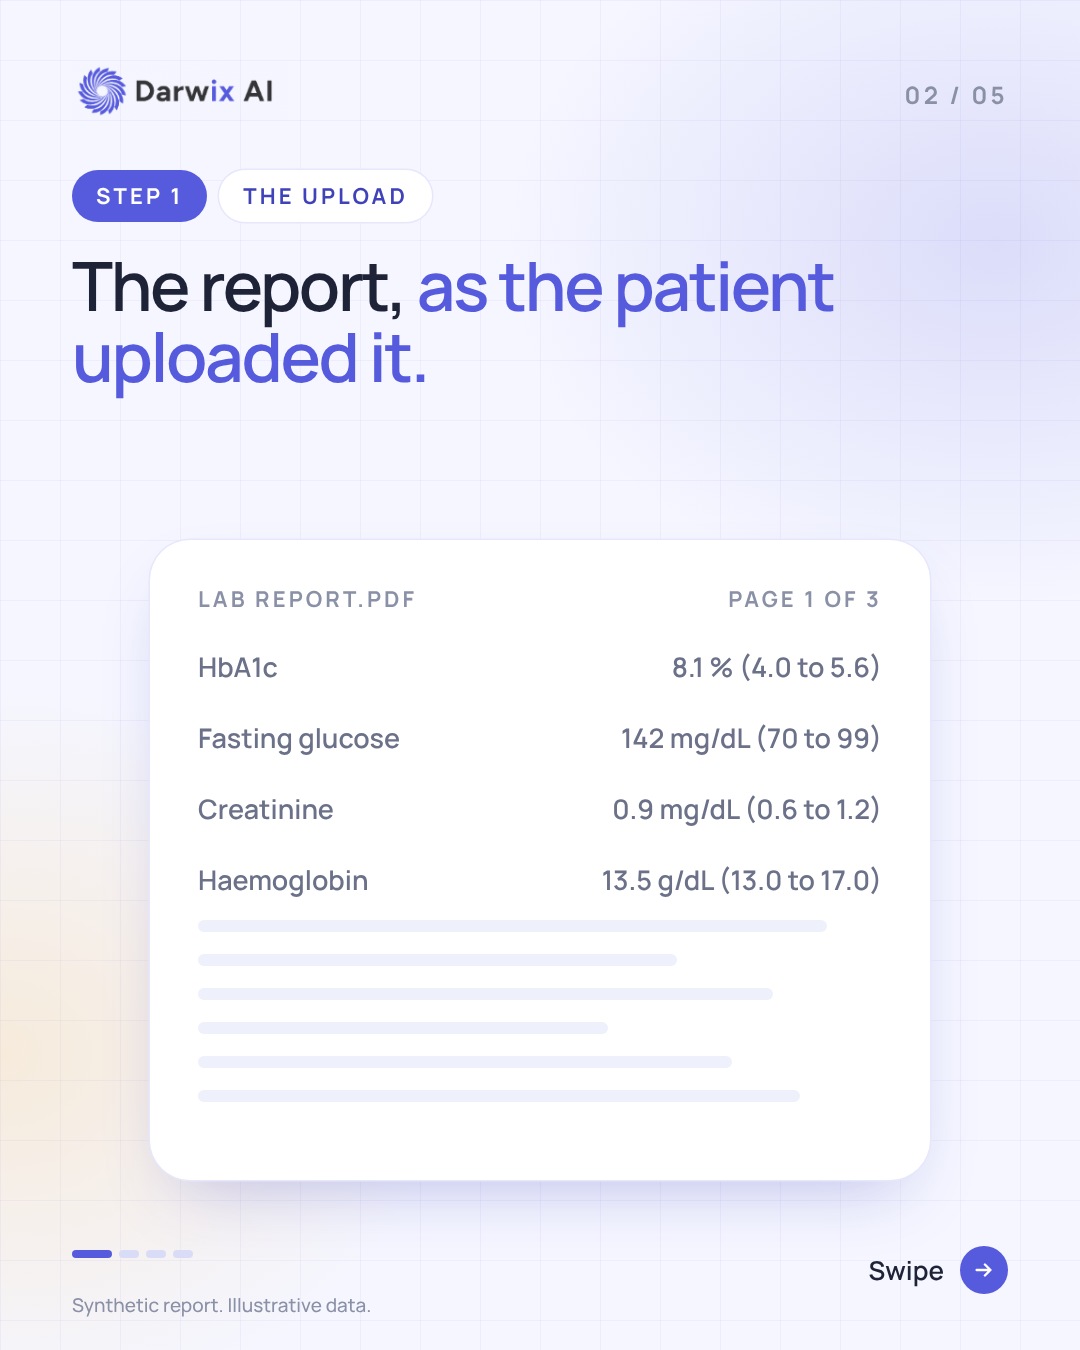 Darwix AI
02 / 05
STEP 1 THE UPLOAD
The report, as the patient
uploaded it.
LAB REPORT.PDF PAGE 1 OF 3
HbA1c 8.1 % (4.0 to 5.6)
Fasting glucose 142 mg/dL (70 to 99)
Creatinine 0.9 mg/dL (0.6 to 1.2)
Haemoglobin 13.5 g/dL (13.0 to 17.0)
Swipe
Synthetic report. Illustrative data.